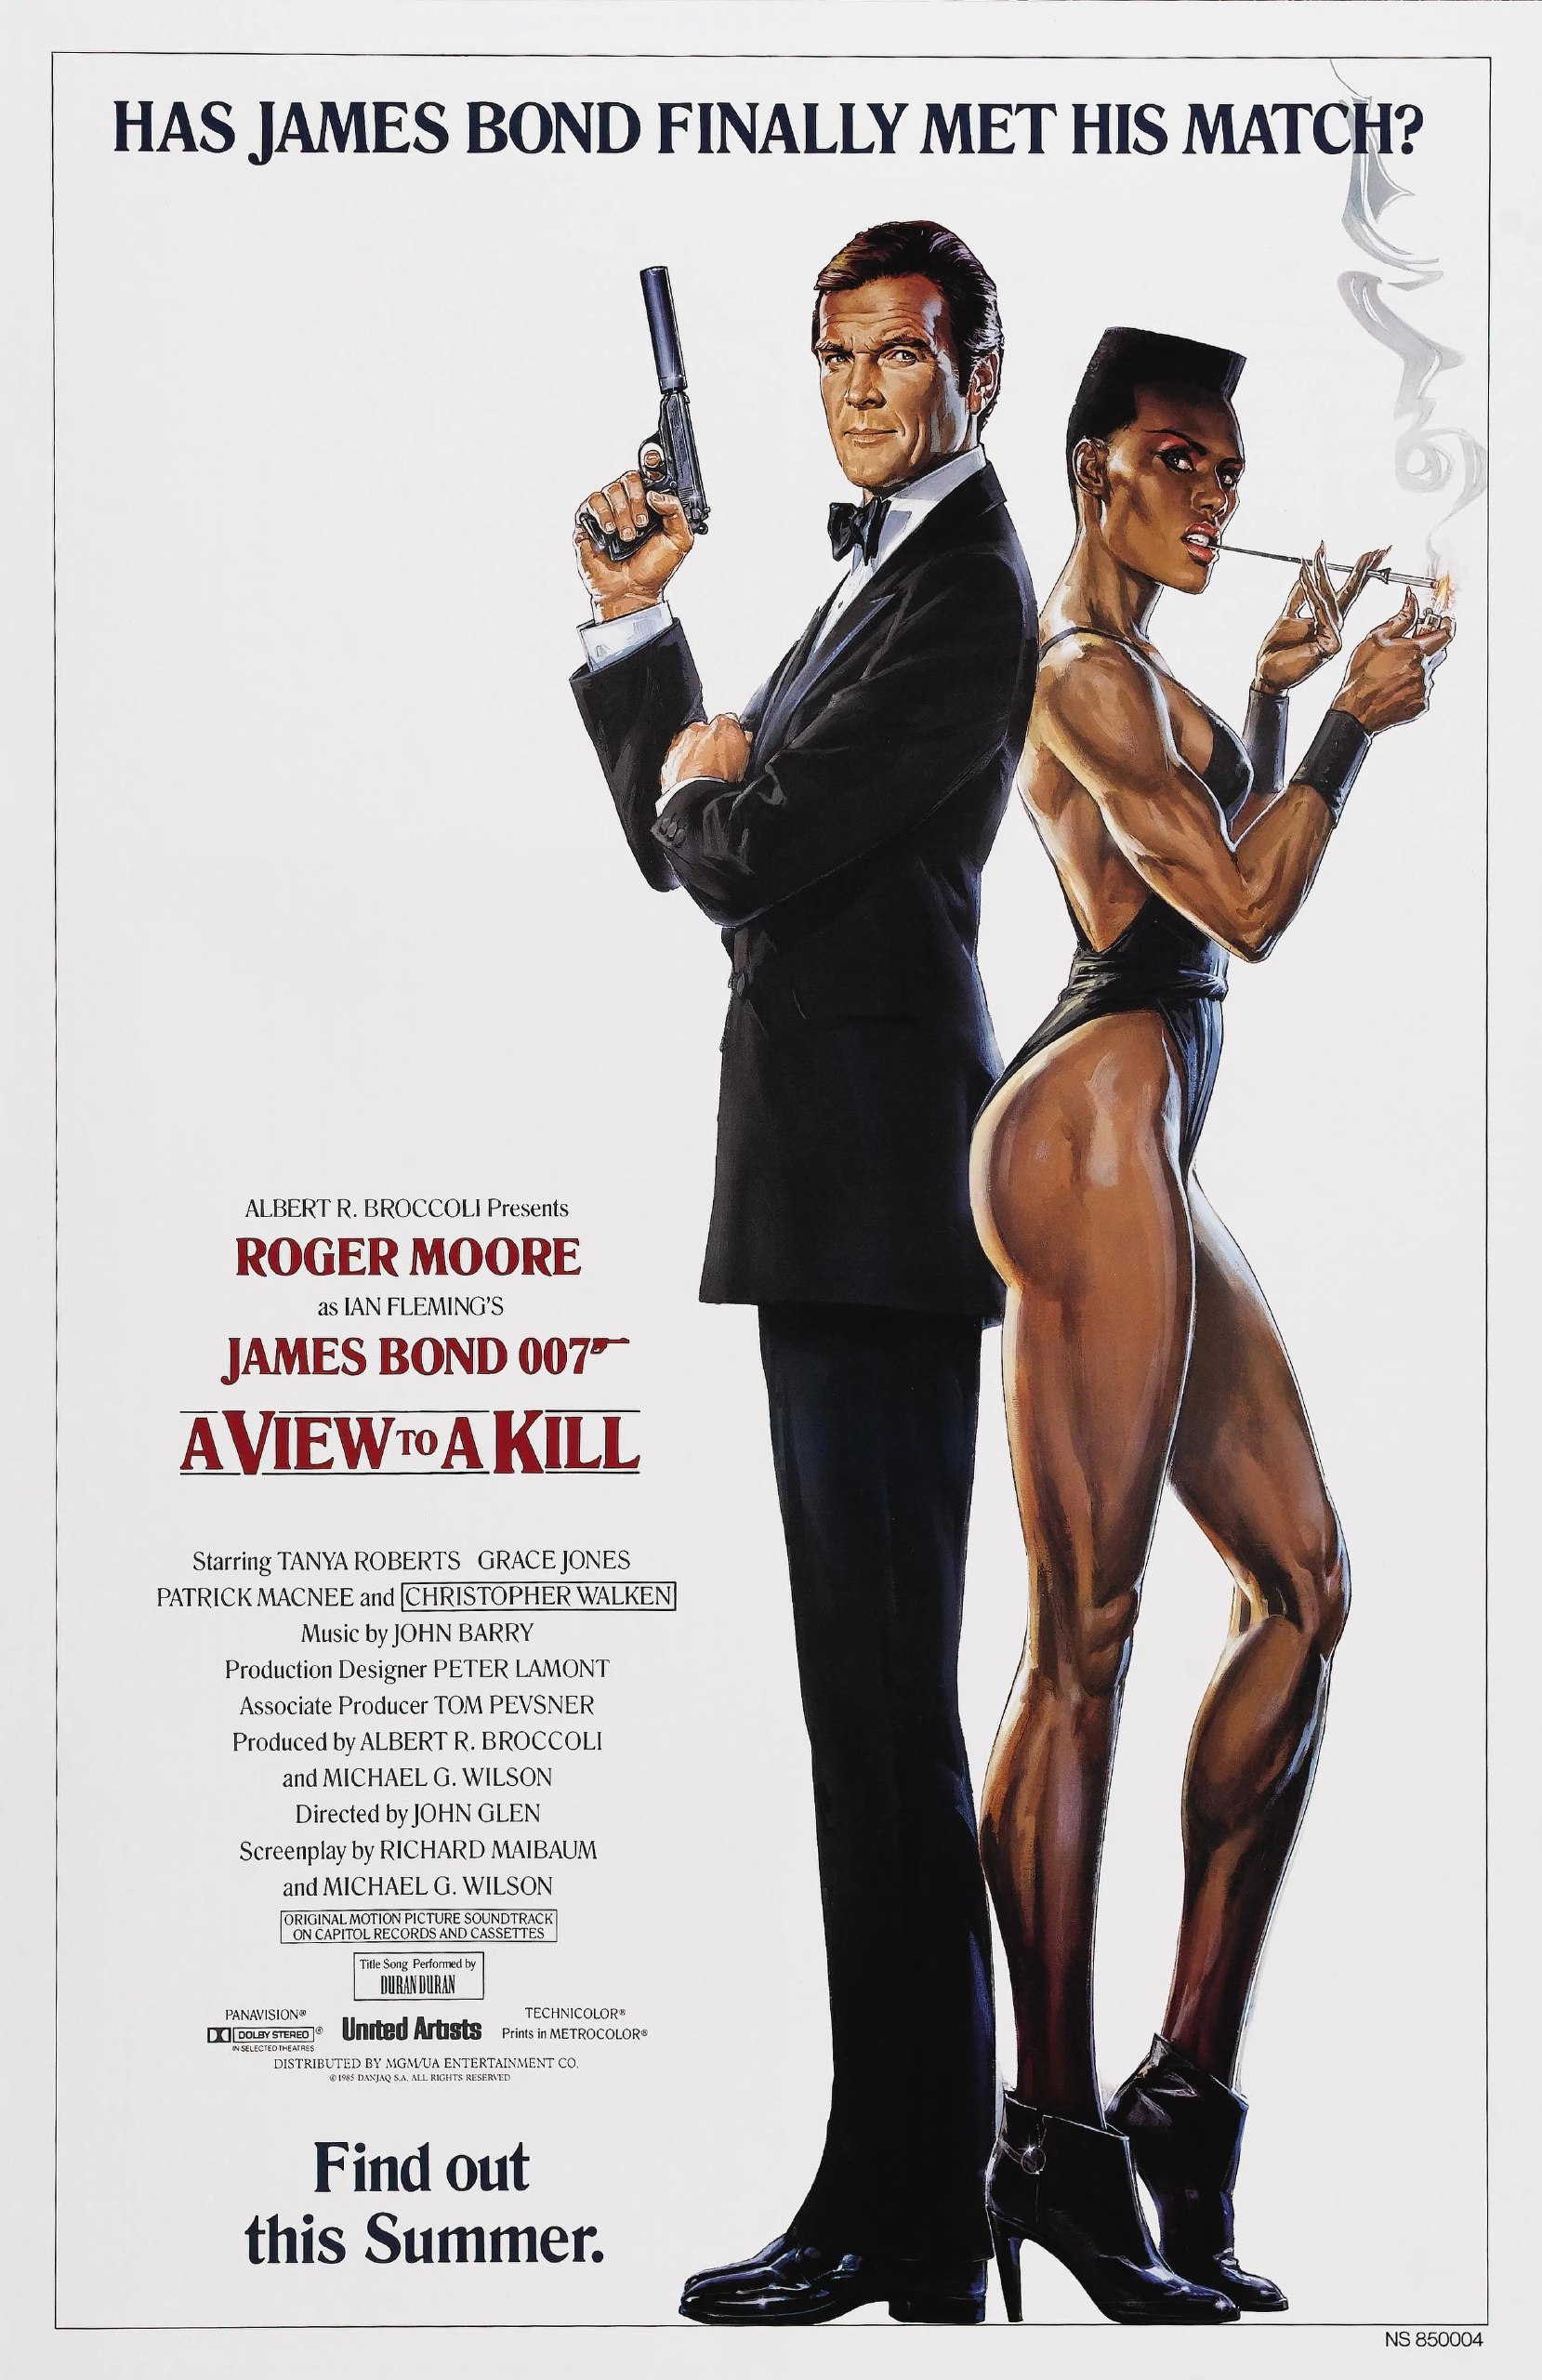 HAS JAMES BOND FINALLY MET HIS MATCH?
ALBERT R. BROCCOLI Presents
ROGER MOORE
as IAN FLEMING'S
JAMES BOND 007
A VIEW TO A KILL
Starring TANYA ROBERTS GRACE JONES
PATRICK MACNEE and CHRISTOPHER WALKEN
Music by JOHN BARRY
Production Designer PETER LAMONT
Associate Producer TOM PEVSNER
Produced by ALBERT R. BROCCOLI
and MICHAEL G. WILSON
Directed by JOHN GLEN
Screenplay by RICHARD MAIBAUM
and MICHAEL G. WILSON
ORIGINAL MOTION PICTURE SOUNDTRACK
ON CAPITOL RECORDS AND CASSETTES
Title Song Performed by
DURAN DURAN
PANAVISION®
DOLBY STEREO®
IN SELECTED THEATRES
United Artists
TECHNICOLOR®
Prints in METROCOLOR®
DISTRIBUTED BY MGM/UA ENTERTAINMENT CO.
©1985 DANJAQ S.A. ALL RIGHTS RESERVED
Find out
this Summer.
NS 850004